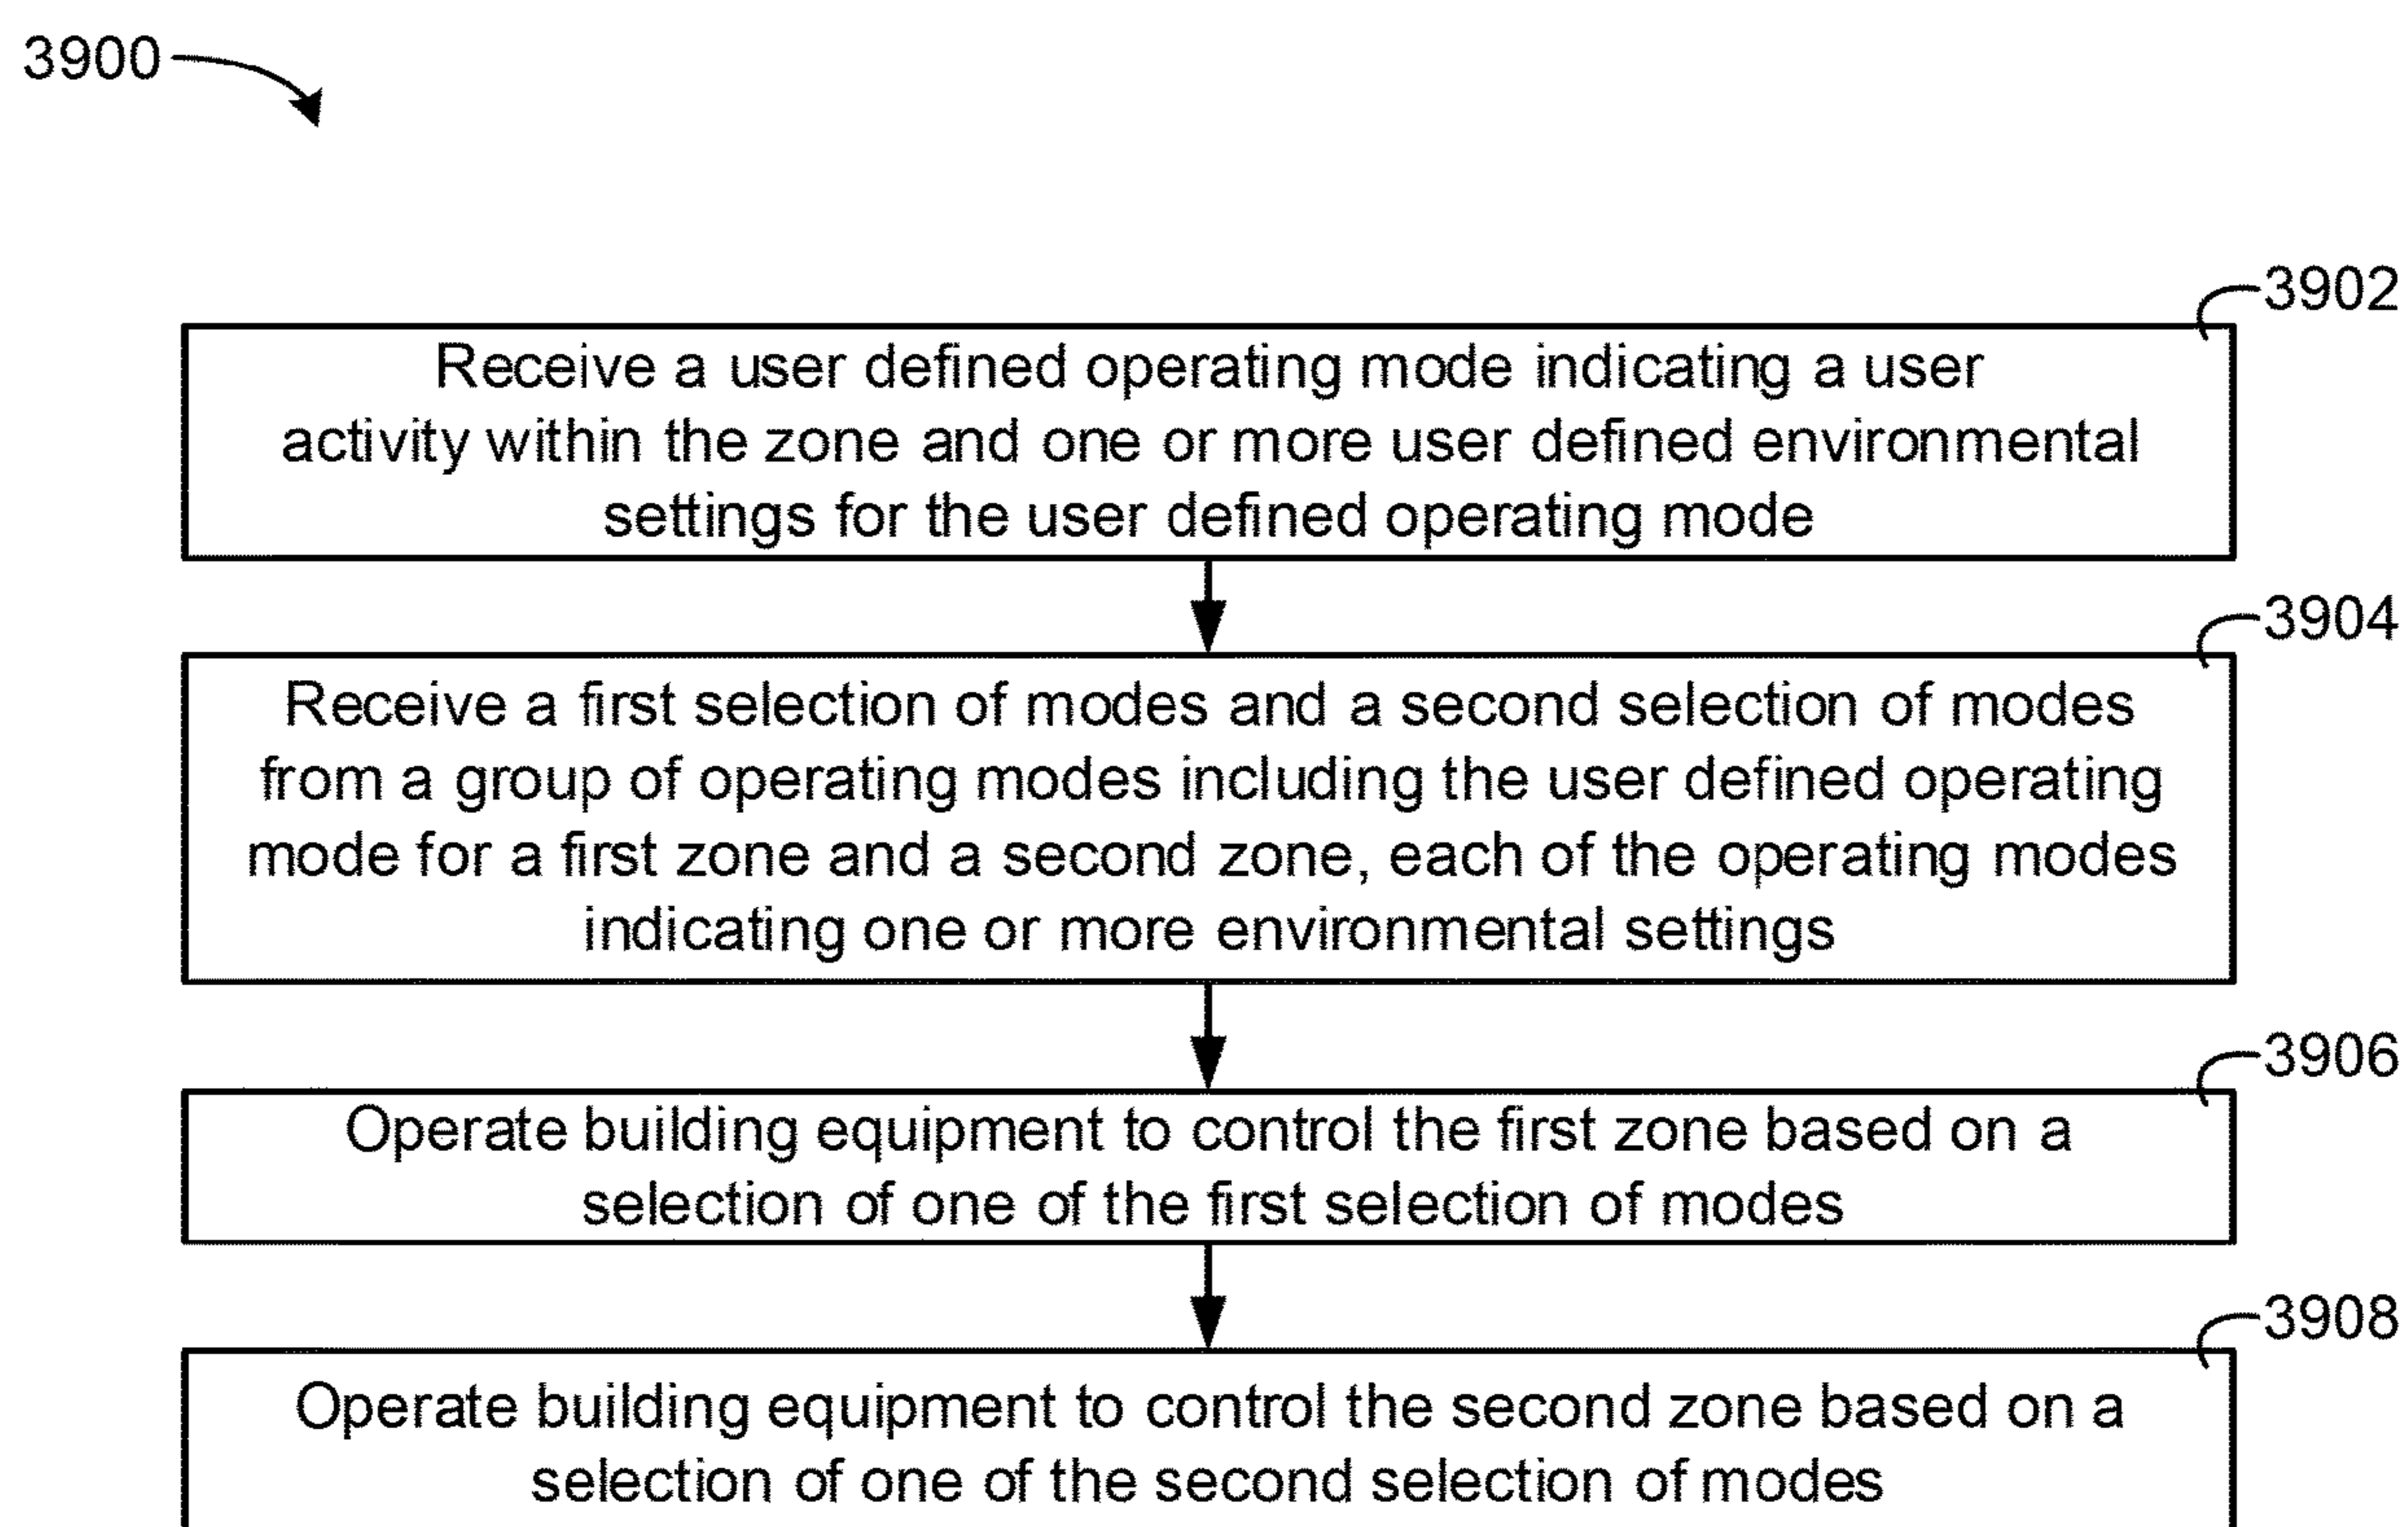 3900
3902
Receive a user defined operating mode indicating a user
activity within the zone and one or more user defined environmental
settings for the user defined operating mode
3904
Receive a first selection of modes and a second selection of modes
from a group of operating modes including the user defined operating
mode for a first zone and a second zone, each of the operating modes
indicating one or more environmental settings
3906
Operate building equipment to control the first zone based on a
selection of one of the first selection of modes
3908
Operate building equipment to control the second zone based on a
selection of one of the second selection of modes